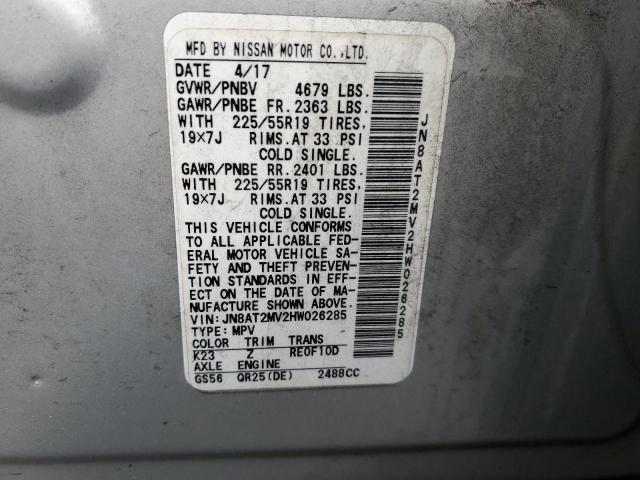 MFD BY NISSAN MOTOR CO.,LTD.
DATE 4/17
GVWR/PNBV 4679 LBS.
GAWR/PNBE FR. 2363 LBS.
WITH 225/55R19 TIRES,
19×7J RIMS.AT 33 PSI
COLD SINGLE.
GAWR/PNBE RR. 2401 LBS.
WITH 225/55R19 TIRES,
19×7J RIMS.AT 33 PSI
COLD SINGLE.
THIS VEHICLE CONFORMS
TO ALL APPLICABLE FED-
ERAL MOTOR VEHICLE SA-
FETY AND THEFT PREVEN-
TION STANDARDS IN EFF-
ECT ON THE DATE OF MA-
NUFACTURE SHOWN ABOVE.
VIN: JN8AT2MV2HW026285
TYPE: MPV
COLOR TRIM TRANS
K23 Z RE0F10D
AXLE ENGINE
GS56 QR25(DE) 2488CC
JN8AT2MV2HW026285